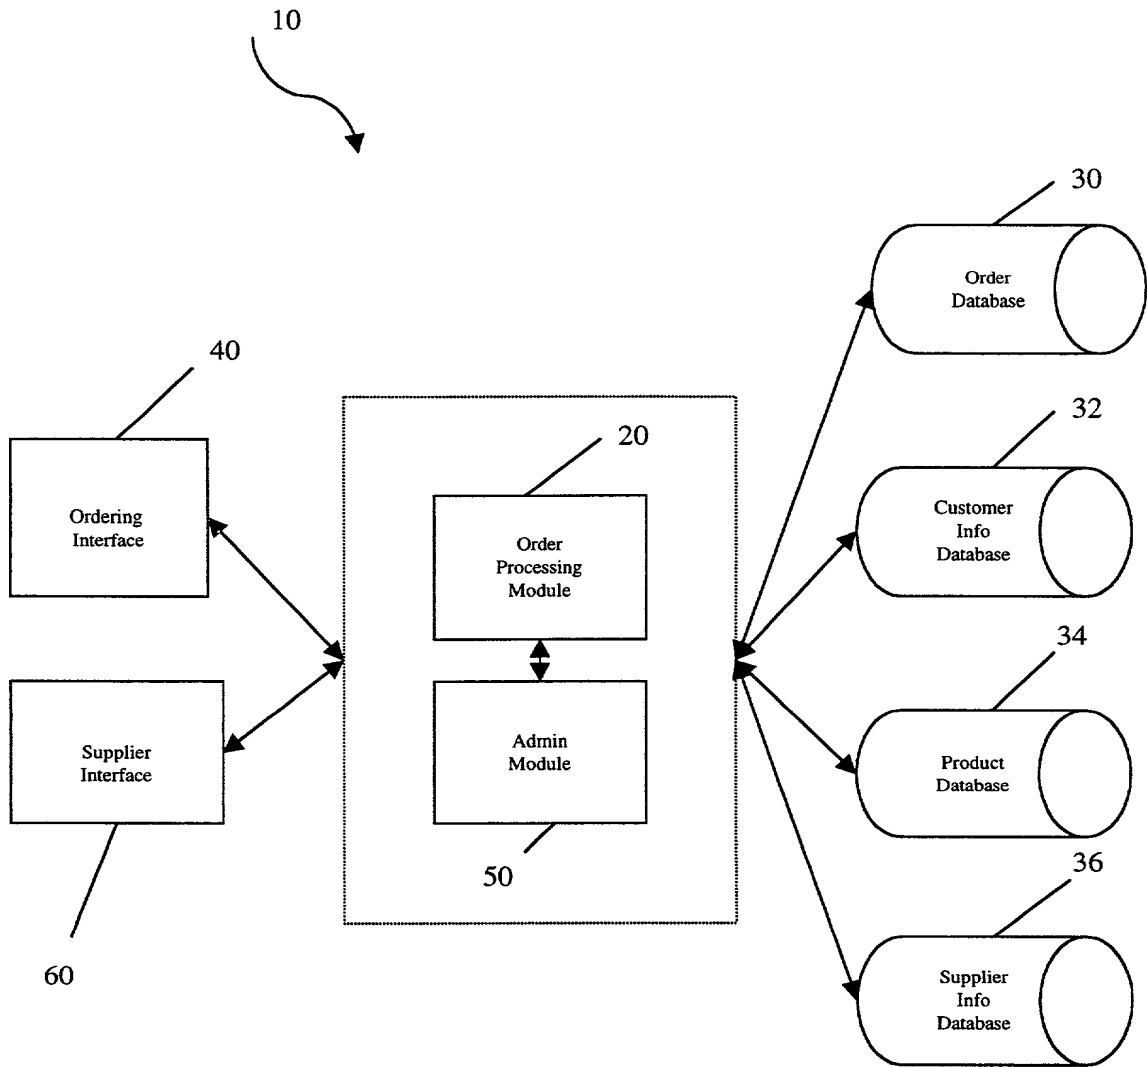 10
30
Order
Database
40
32
20
Customer
Info
Database
Ordering
Interface
Order
Processing
Module
34
Supplier
Interface
Admin
Module
Product
Database
50
36
60
Supplier
Info
Database